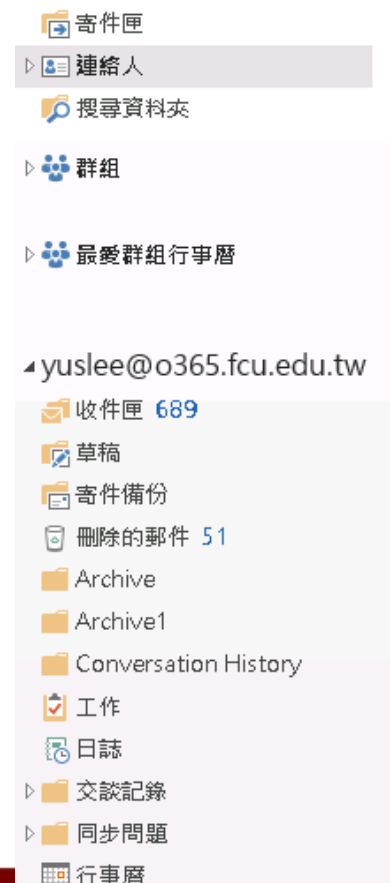 寄件匣
連絡人
搜尋資料夾
群組
最愛群組行事曆
yuslee@o365.fcu.edu.tw
收件匣 689
草稿
寄件備份
刪除的郵件 51
Archive
Archive1
Conversation History
工作
日誌
交談記錄
同步問題
行事曆